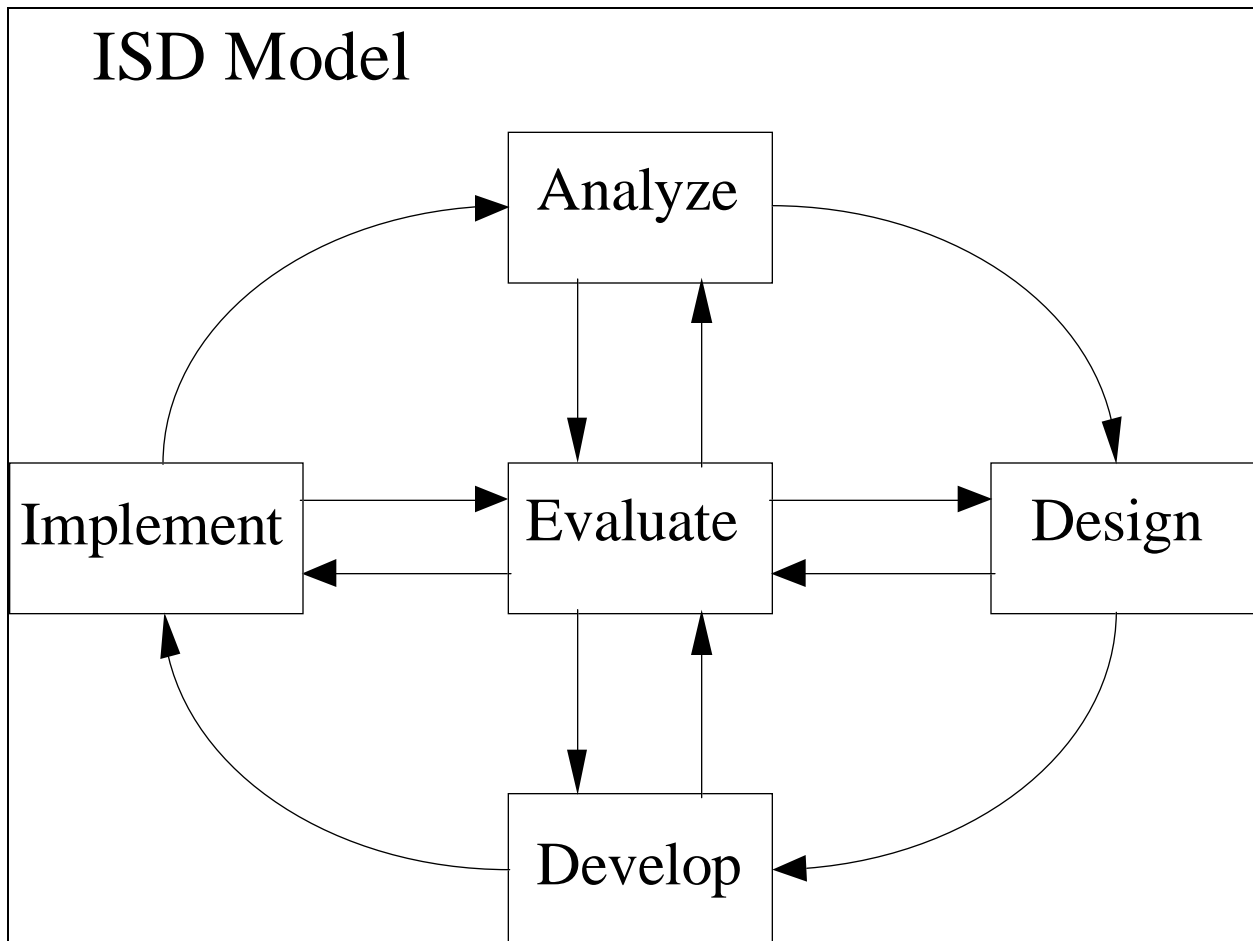 ISD Model
Analyze
Implement
Evaluate
Design
Develop